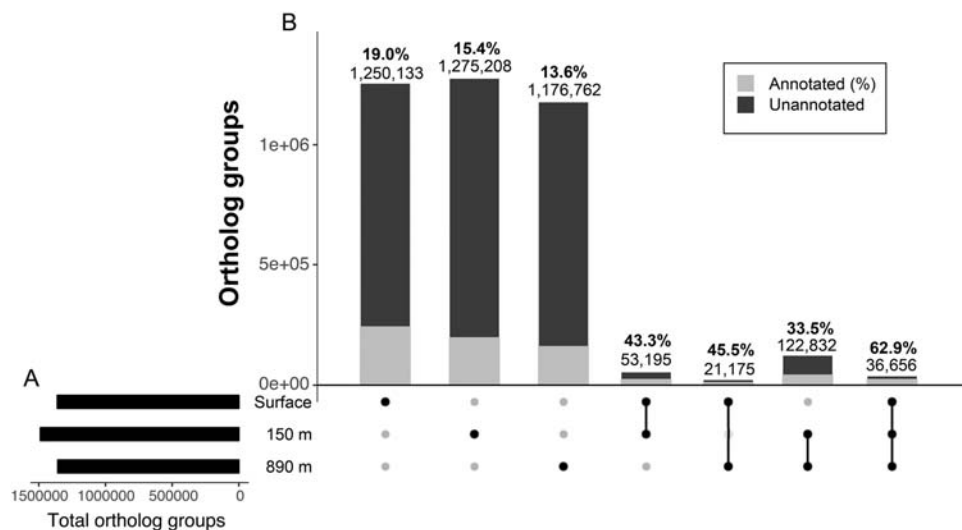 B
19.0%
1,250,133
15.4%
1,275,208
13.6%
1,176,762
Annotated (%)
Unannotated
1e+06
5e+05
0e+00
Ortholog groups
43.3%
53,195
45.5%
21,175
33.5%
122,832
62.9%
36,656
A
Surface
150 m
890 m
1500000 1000000 500000 0
Total ortholog groups